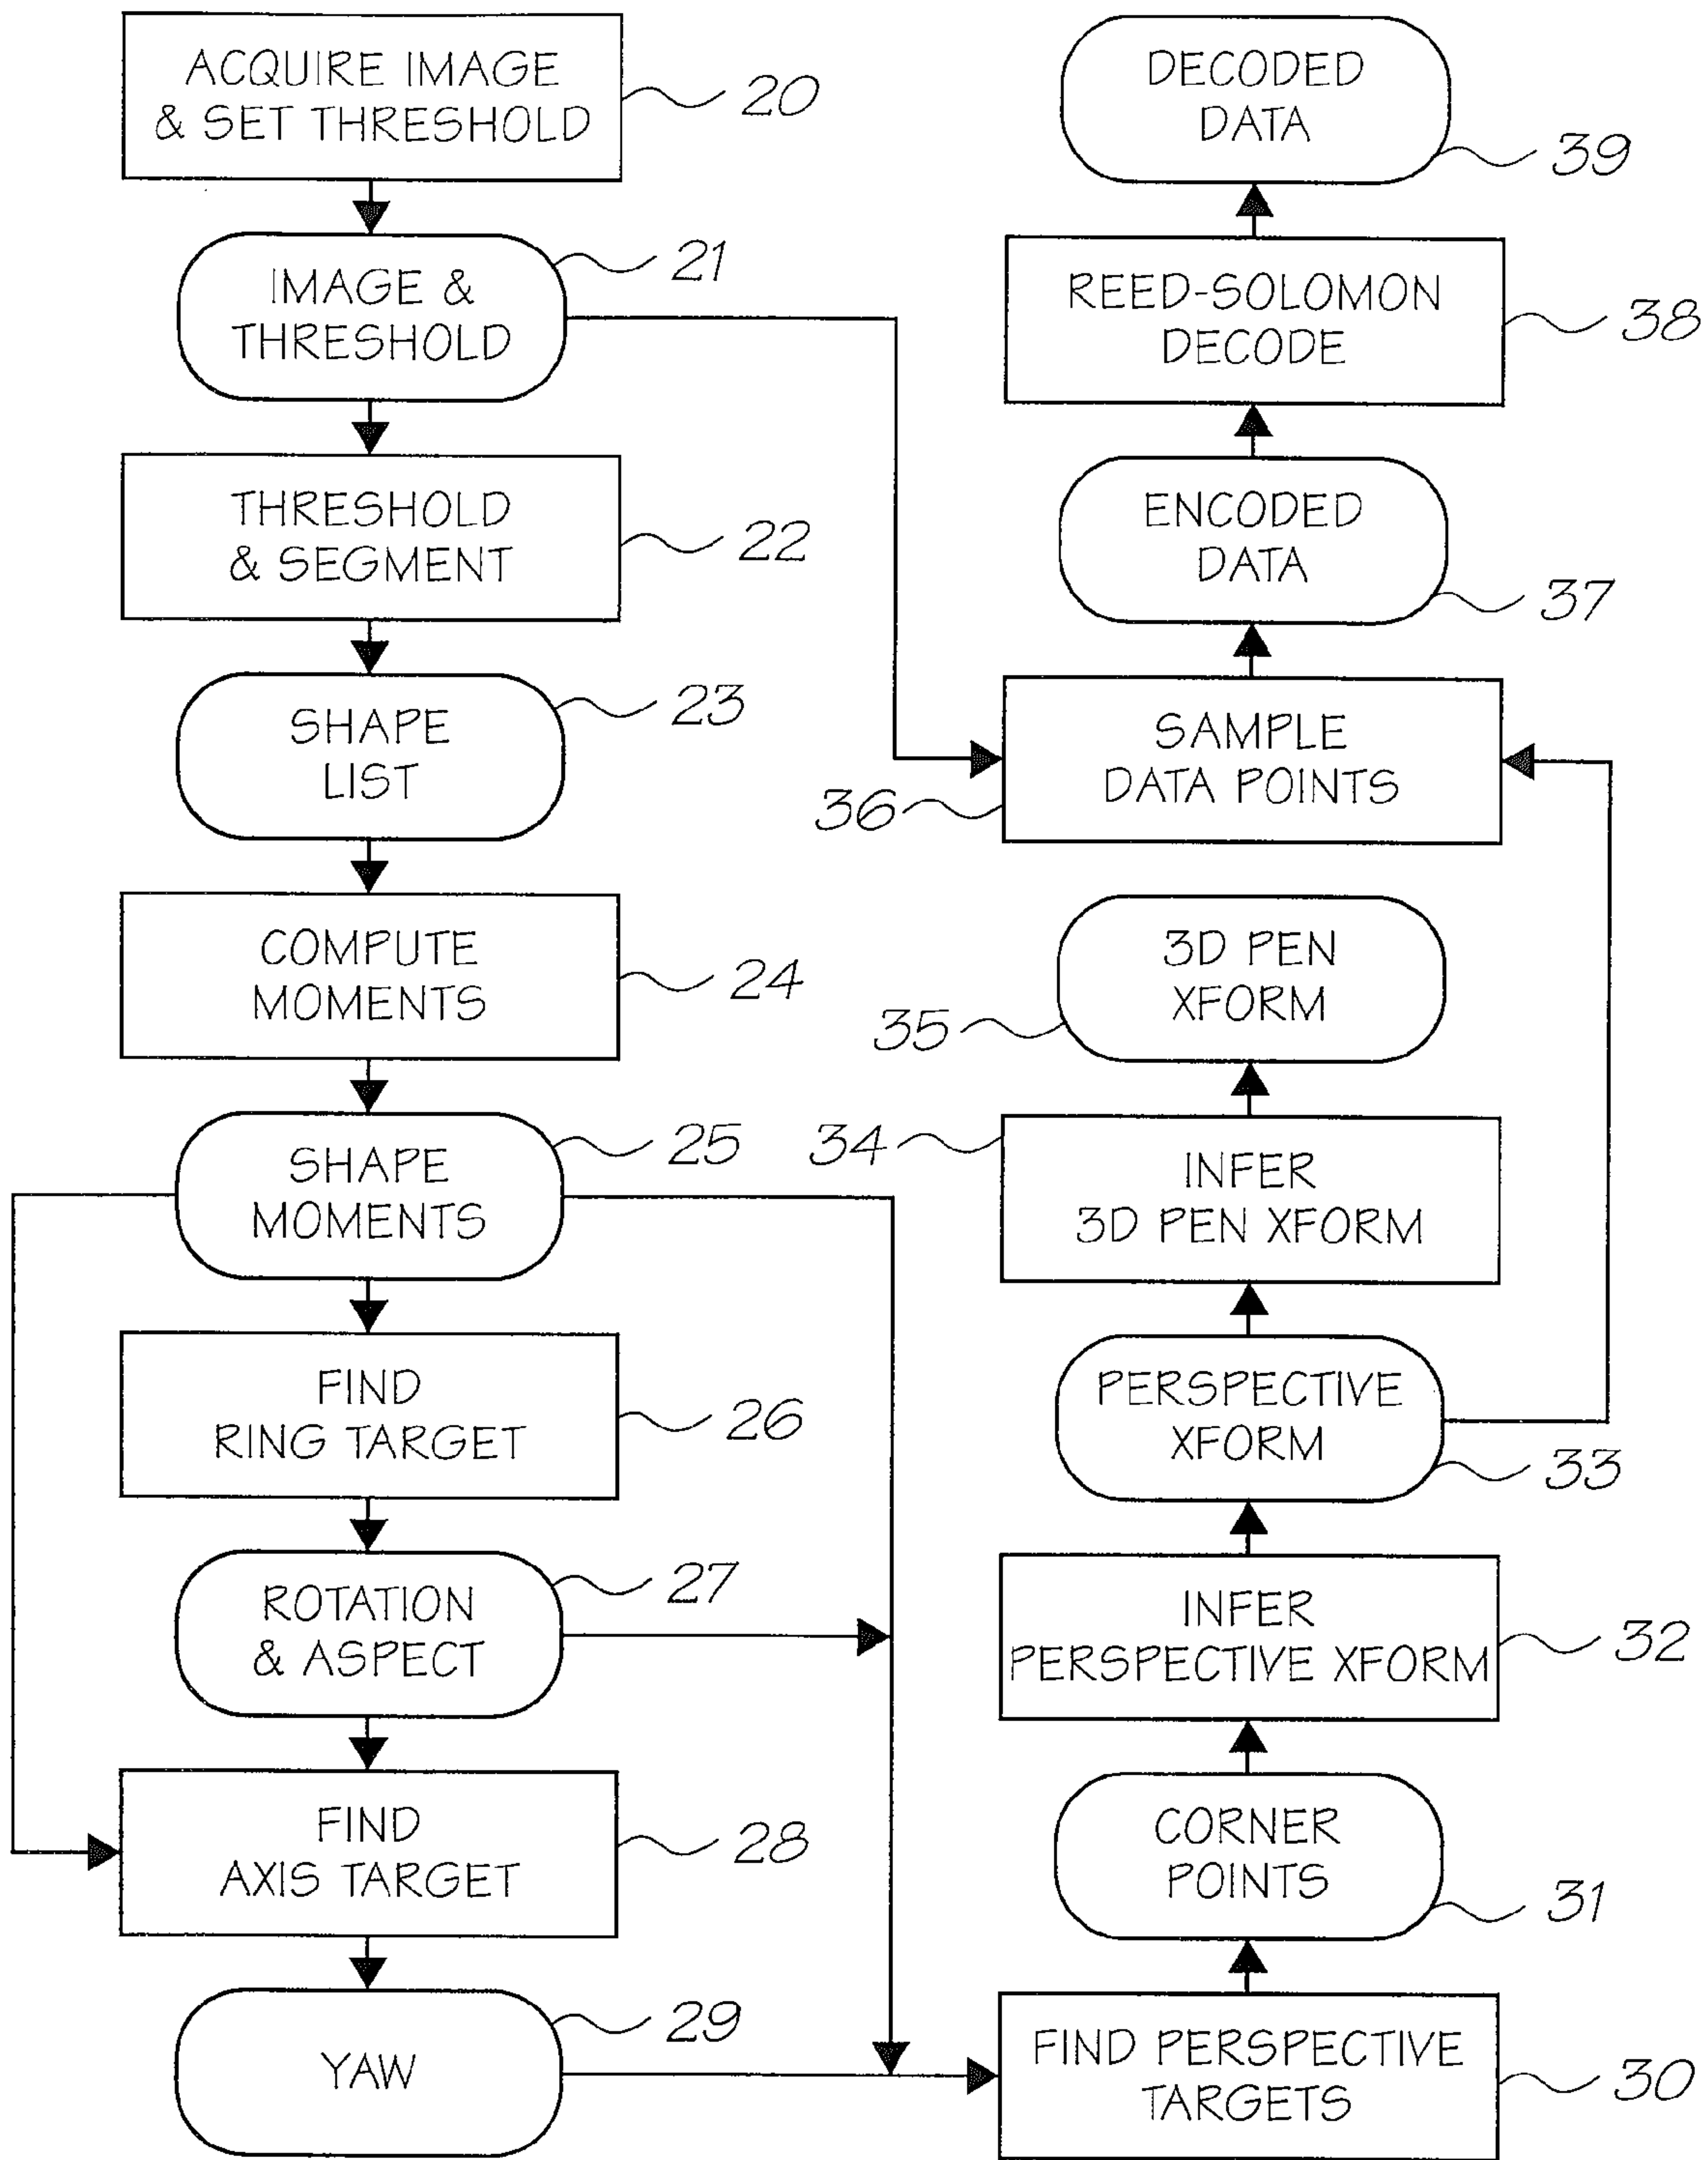 ACQUIRE IMAGE
& SET THRESHOLD
20
IMAGE &
THRESHOLD
21
THRESHOLD
& SEGMENT
22
SHAPE
LIST
23
COMPUTE
MOMENTS
24
SHAPE
MOMENTS
25
FIND
RING TARGET
26
ROTATION
& ASPECT
27
FIND
AXIS TARGET
28
YAW
29
DECODED
DATA
39
REED-SOLOMON
DECODE
38
ENCODED
DATA
37
SAMPLE
DATA POINTS
36
3D PEN
XFORM
35
INFER
3D PEN XFORM
34
PERSPECTIVE
XFORM
33
INFER
PERSPECTIVE XFORM
32
CORNER
POINTS
31
FIND PERSPECTIVE
TARGETS
30